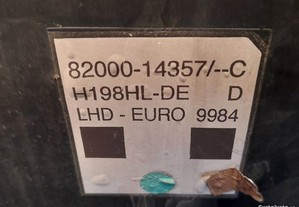 82000-14357/--C
H198HL-DE D
LHD - EURO 9984